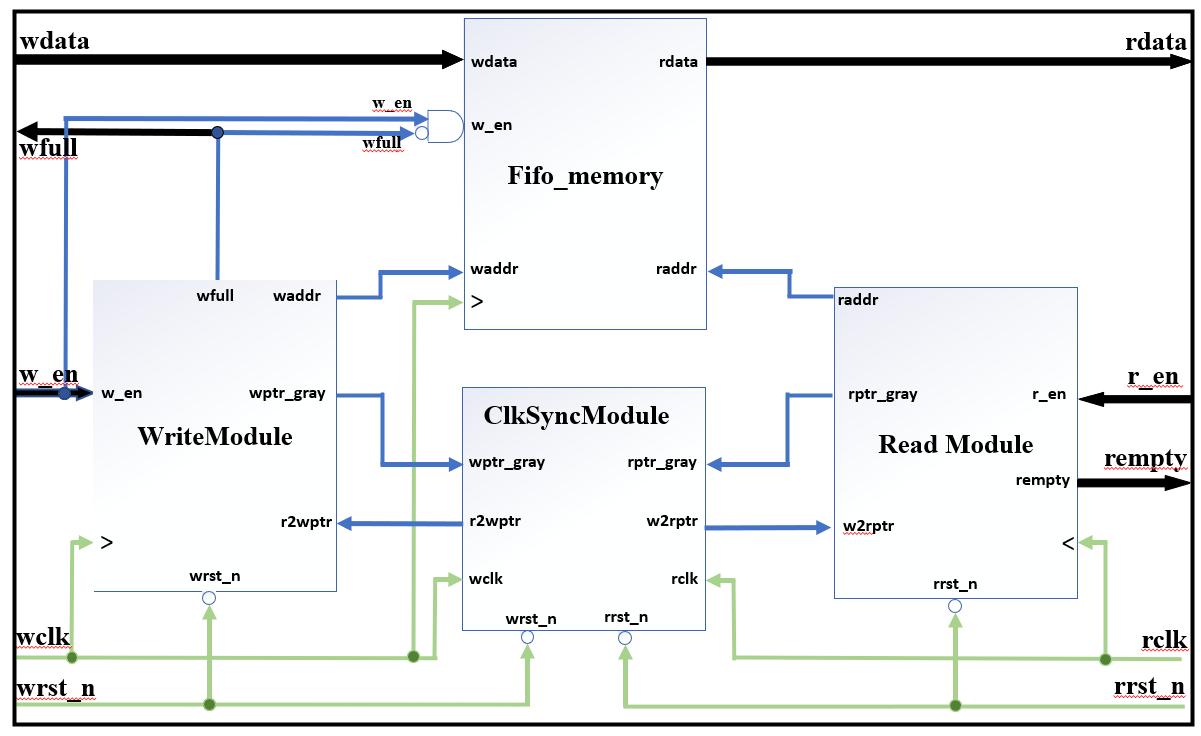 wdata
rdata
wdata
rdata
w_en
w_en
wfull
wfull
Fifo_memory
waddr
raddr
>
wfull
waddr
raddr
w_en
w_en
wptr_gray
WriteModule
r2wptr
>
wrst_n
ClkSyncModule
wptr_gray
rptr_gray
r2wptr
w2rptr
wclk
rclk
wrst_n
rrst_n
rptr_gray
r_en
r_en
Read Module
rempty
rempty
w2rptr
<
rrst_n
wclk
rclk
wrst_n
rrst_n